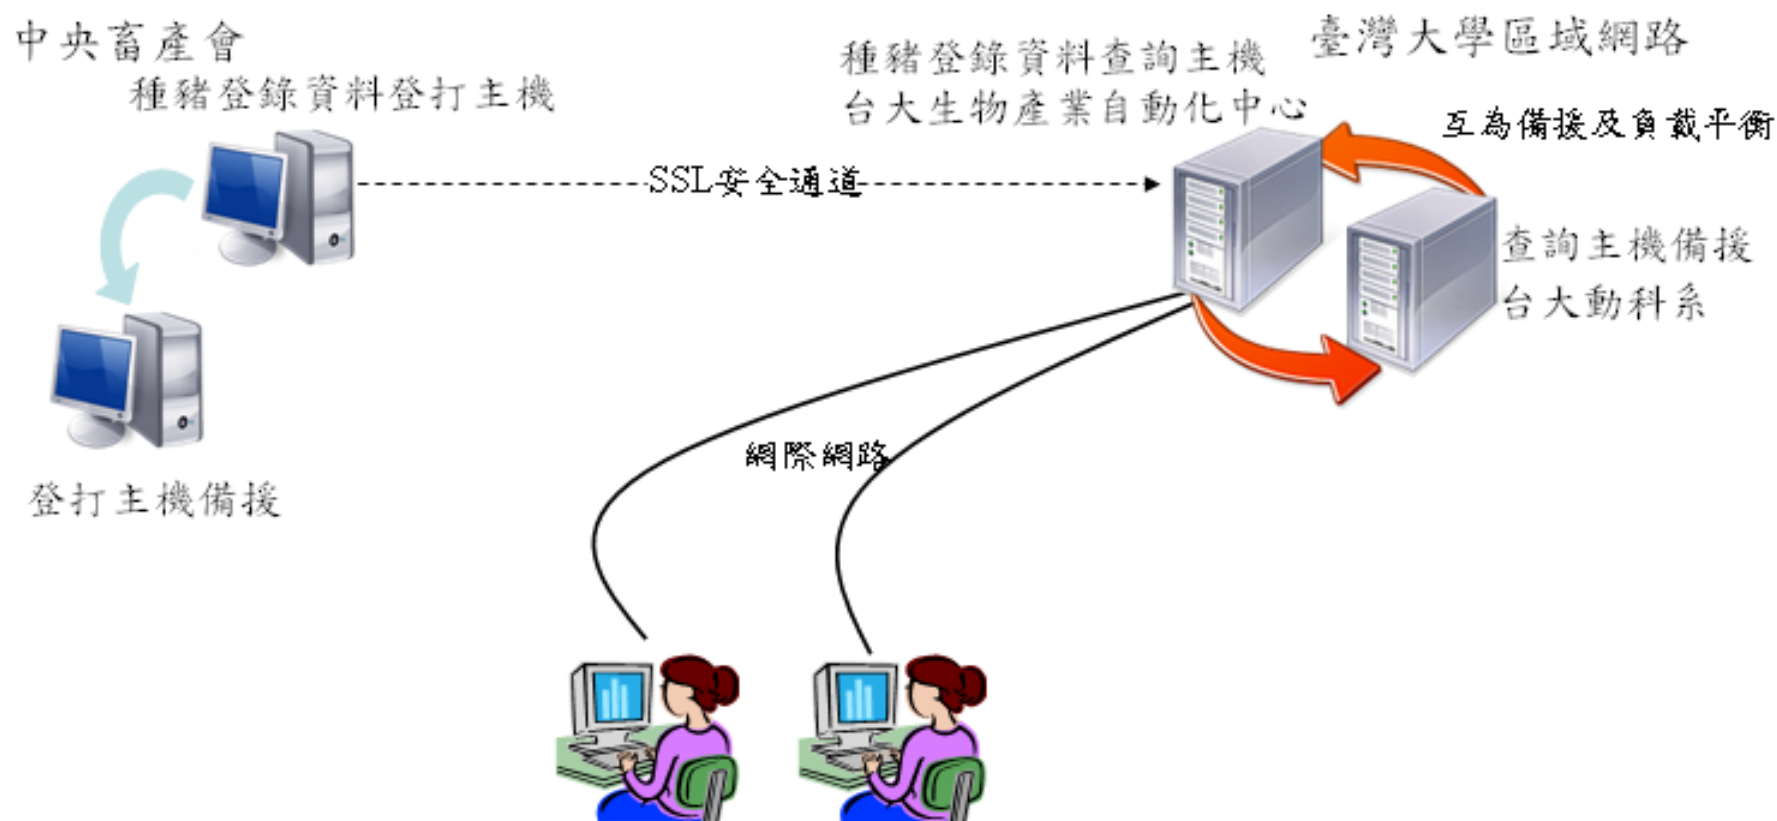 中央畜產會
種豬登錄資料登打主機
種豬登錄資料查詢主機
台大生物產業自動化中心
臺灣大學區域網路
互為備援及負載平衡
SSL安全通道
查詢主機備援
台大動科系
網際網路
登打主機備援